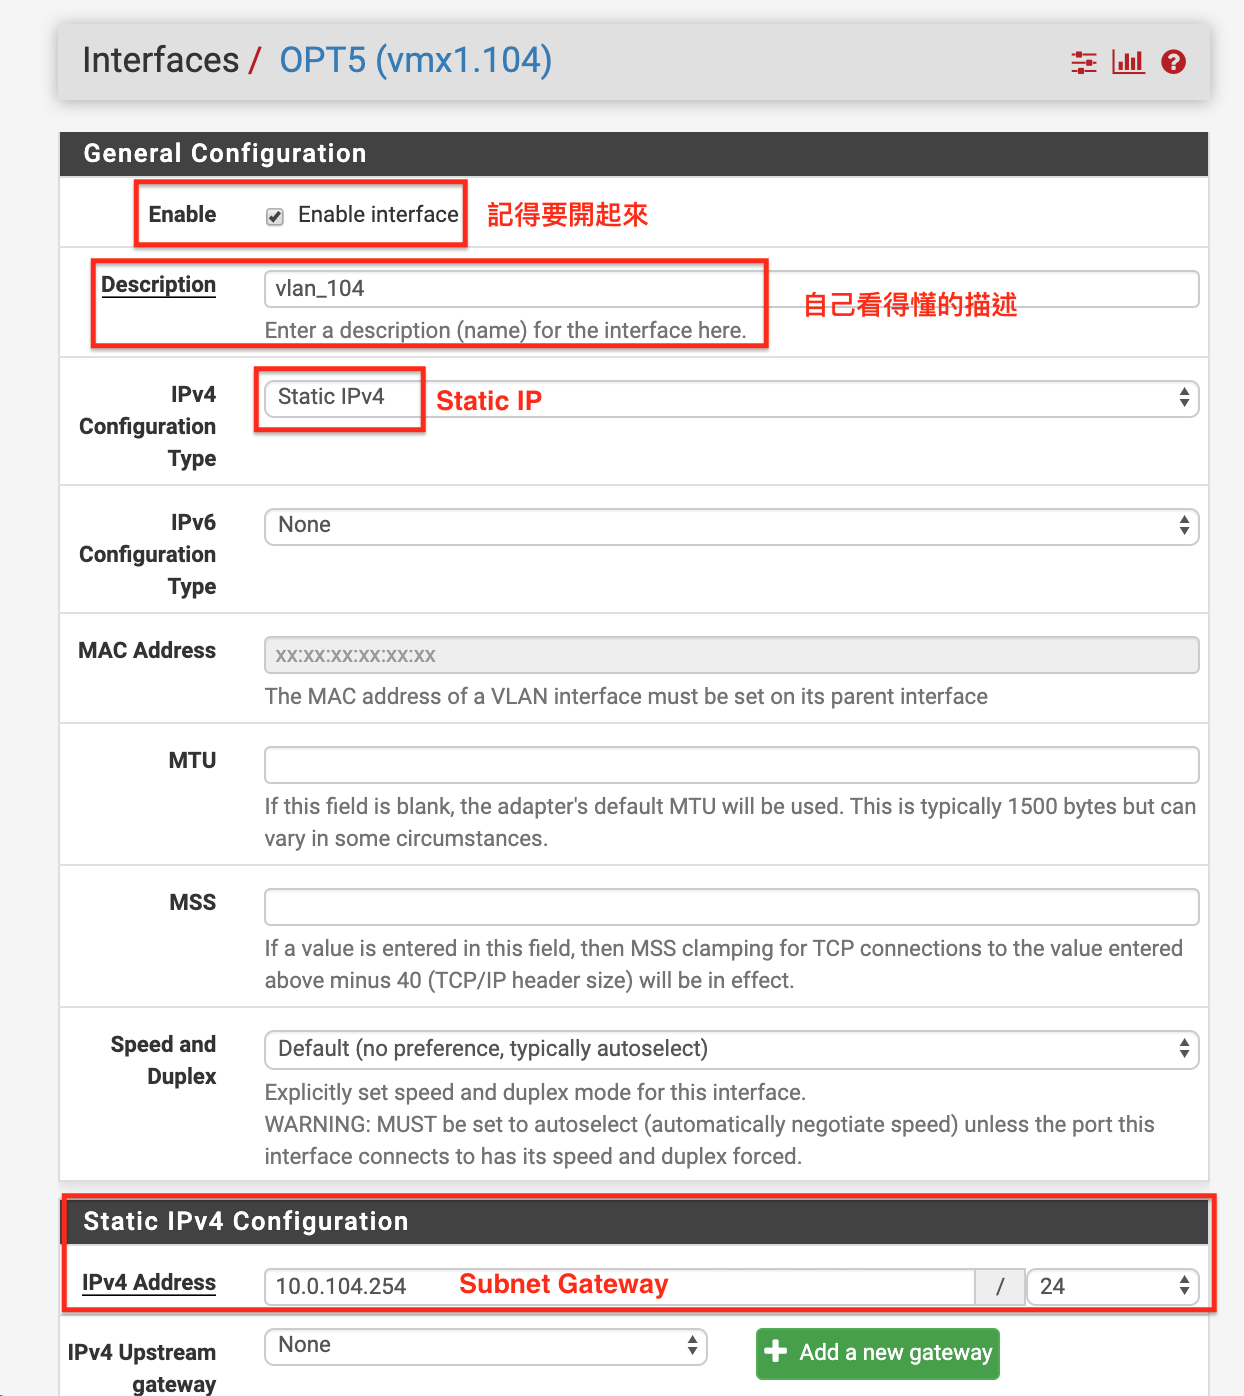 Interfaces / OPT5 (vmx1.104)
General Configuration
Enable Enable interface 記得要開起來
Description vlan_104
自己看得懂的描述
Enter a description (name) for the interface here.
IPv4 Configuration Type Static IPv4 Static IP
IPv6 Configuration Type None
MAC Address xx:xx:xx:xx:xx:xx
The MAC address of a VLAN interface must be set on its parent interface
MTU
If this field is blank, the adapter's default MTU will be used. This is typically 1500 bytes but can
vary in some circumstances.
MSS
If a value is entered in this field, then MSS clamping for TCP connections to the value entered
above minus 40 (TCP/IP header size) will be in effect.
Speed and Duplex Default (no preference, typically autoselect)
Explicitly set speed and duplex mode for this interface.
WARNING: MUST be set to autoselect (automatically negotiate speed) unless the port this
interface connects to has its speed and duplex forced.
Static IPv4 Configuration
IPv4 Address 10.0.104.254 Subnet Gateway / 24
IPv4 Upstream gateway None Add a new gateway